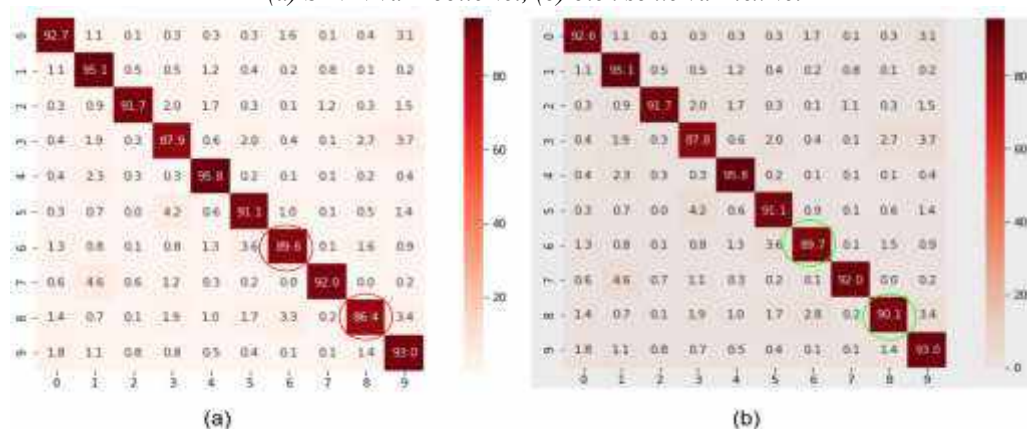 0 92.7 1.1 0.1 0.3 0.3 0.3 1.6 0.1 0.4 3.1
1 1.1 95.1 0.5 0.5 1.2 0.4 0.2 0.8 0.1 0.2
2 0.3 0.9 91.7 2.0 1.7 0.3 0.1 1.2 0.3 1.5
3 0.4 1.9 0.3 87.9 0.6 2.0 0.4 0.1 2.7 3.7
4 0.4 2.3 0.3 0.3 95.8 0.2 0.1 0.1 0.2 0.4
5 0.3 0.7 0.0 4.2 0.6 91.1 1.0 0.1 0.5 1.4
6 1.3 0.8 0.1 0.8 1.3 3.6 89.6 0.1 1.6 0.9
7 0.6 4.6 0.6 1.2 0.3 0.2 0.0 92.0 0.0 0.2
8 1.4 0.7 0.1 1.9 1.0 1.7 3.3 0.2 86.4 3.4
9 1.8 1.1 0.8 0.8 0.5 0.4 0.1 0.1 1.4 93.0
0 1 2 3 4 5 6 7 8 9
80
60
40
20
(a)
0 92.6 1.1 0.1 0.3 0.3 0.3 1.7 0.1 0.3 3.1
1 1.1 95.1 0.5 0.5 1.2 0.4 0.2 0.8 0.1 0.2
2 0.3 0.9 91.7 2.0 1.7 0.3 0.1 1.1 0.3 1.5
3 0.4 1.9 0.3 87.8 0.6 2.0 0.4 0.1 2.7 3.7
4 0.4 2.3 0.3 0.3 95.8 0.2 0.1 0.1 0.1 0.4
5 0.3 0.7 0.0 4.2 0.6 91.1 0.9 0.1 0.6 1.4
6 1.3 0.8 0.1 0.8 1.3 3.6 89.7 0.1 1.5 0.9
7 0.6 4.6 0.7 1.1 0.3 0.2 0.1 92.0 0.0 0.2
8 1.4 0.7 0.1 1.9 1.0 1.7 2.8 0.2 90.1 3.4
9 1.8 1.1 0.8 0.7 0.5 0.4 0.1 0.1 1.4 93.0
0 1 2 3 4 5 6 7 8 9
80
60
40
20
0
(b)